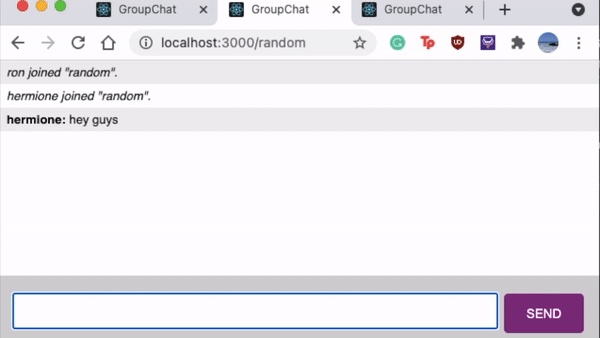 GroupChat GroupChat GroupChat
localhost:3000/random
Tp
ron joined "random".
hermione joined "random".
hermione: hey guys
SEND